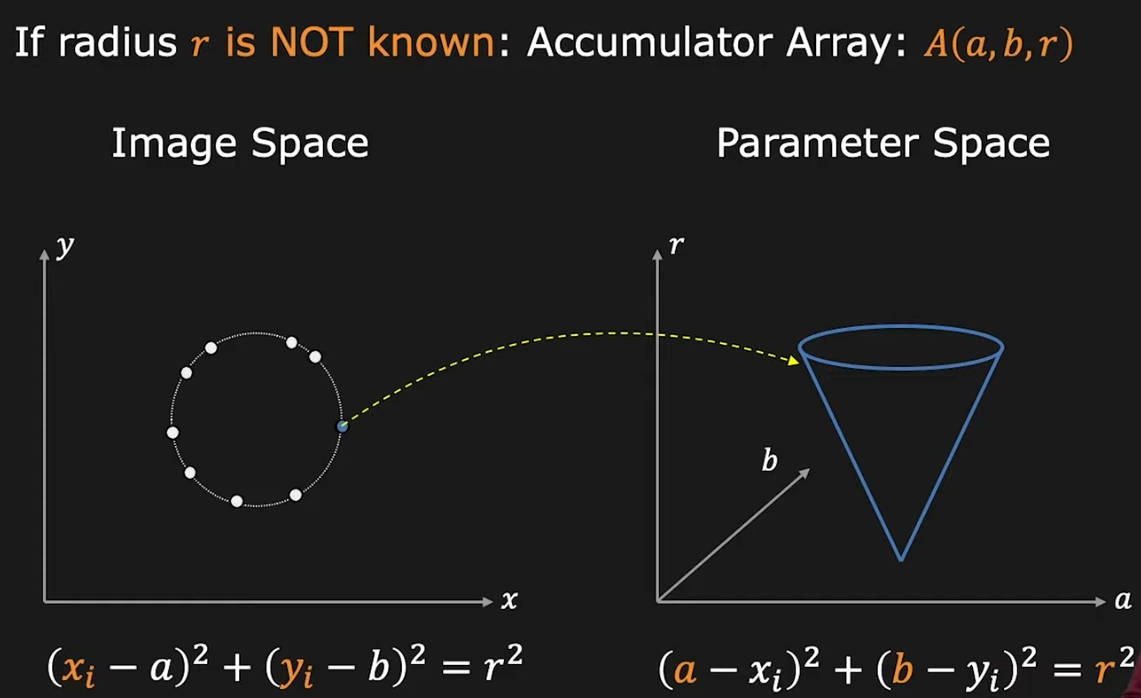 If radius r is NOT known: Accumulator Array: A(a, b, r)
Image Space
Parameter Space
y
x
r
b
a
(xᵢ − a)² + (yᵢ − b)² = r²
(a − xᵢ)² + (b − yᵢ)² = r²